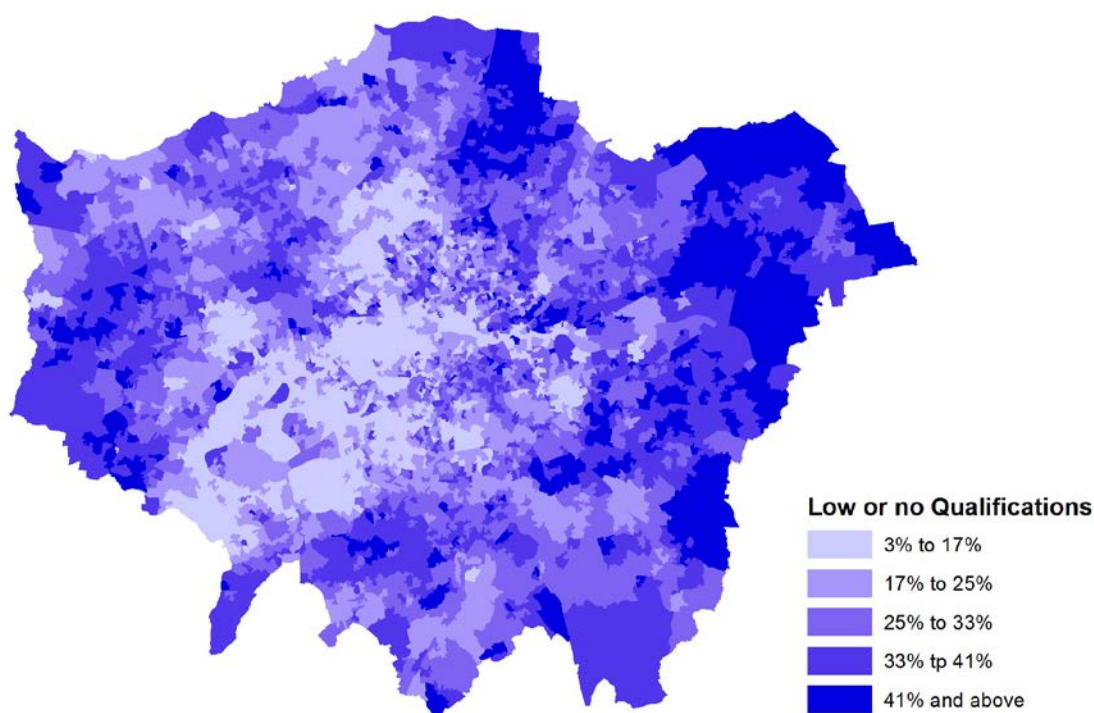 Low or no Qualifications
3% to 17%
17% to 25%
25% to 33%
33% tp 41%
41% and above